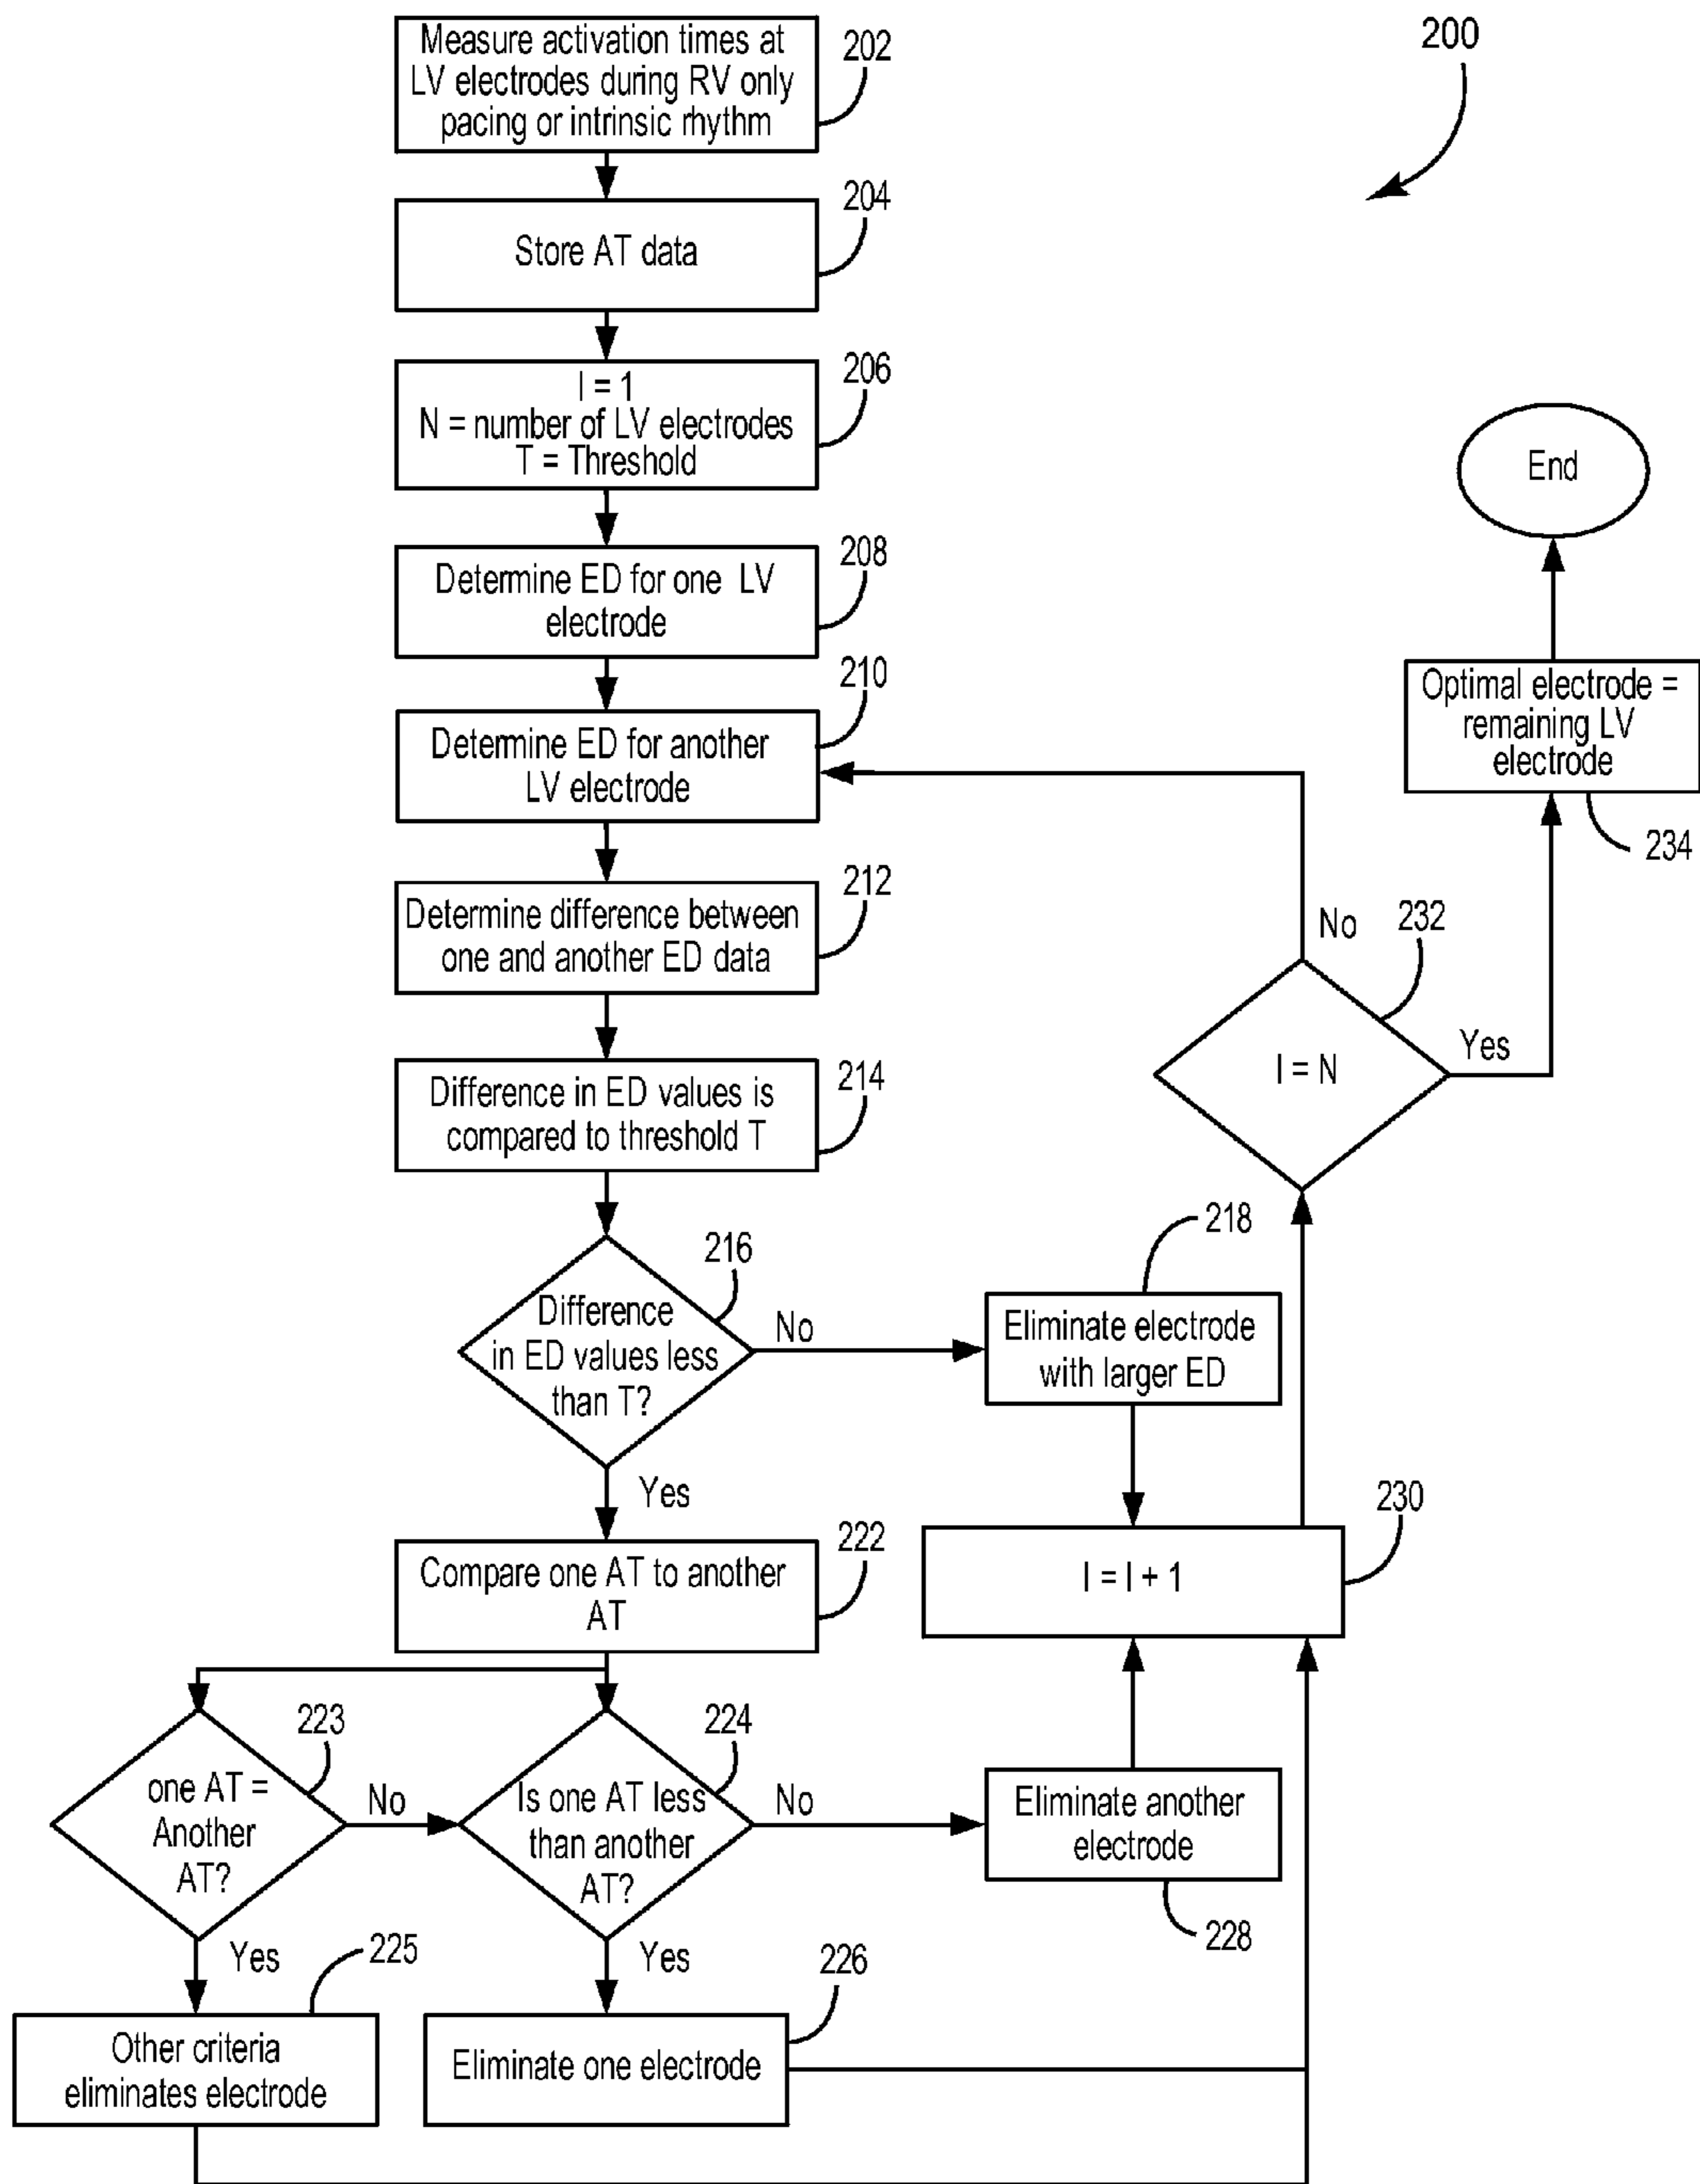 200
Measure activation times at
LV electrodes during RV only
pacing or intrinsic rhythm
202
Store AT data
204
I = 1
N = number of LV electrodes
T = Threshold
206
End
Determine ED for one LV
electrode
208
Determine ED for another
LV electrode
210
Optimal electrode =
remaining LV
electrode
234
Determine difference between
one and another ED data
212
No
232
I = N
Yes
Difference in ED values is
compared to threshold T
214
Difference
in ED values less
than T?
216
No
Yes
Eliminate electrode
with larger ED
218
Compare one AT to another
AT
222
I = I + 1
230
one AT =
Another
AT?
223
No
Yes
Is one AT less
than another
AT?
224
No
Yes
Eliminate another
electrode
228
Other criteria
eliminates electrode
225
Eliminate one electrode
226